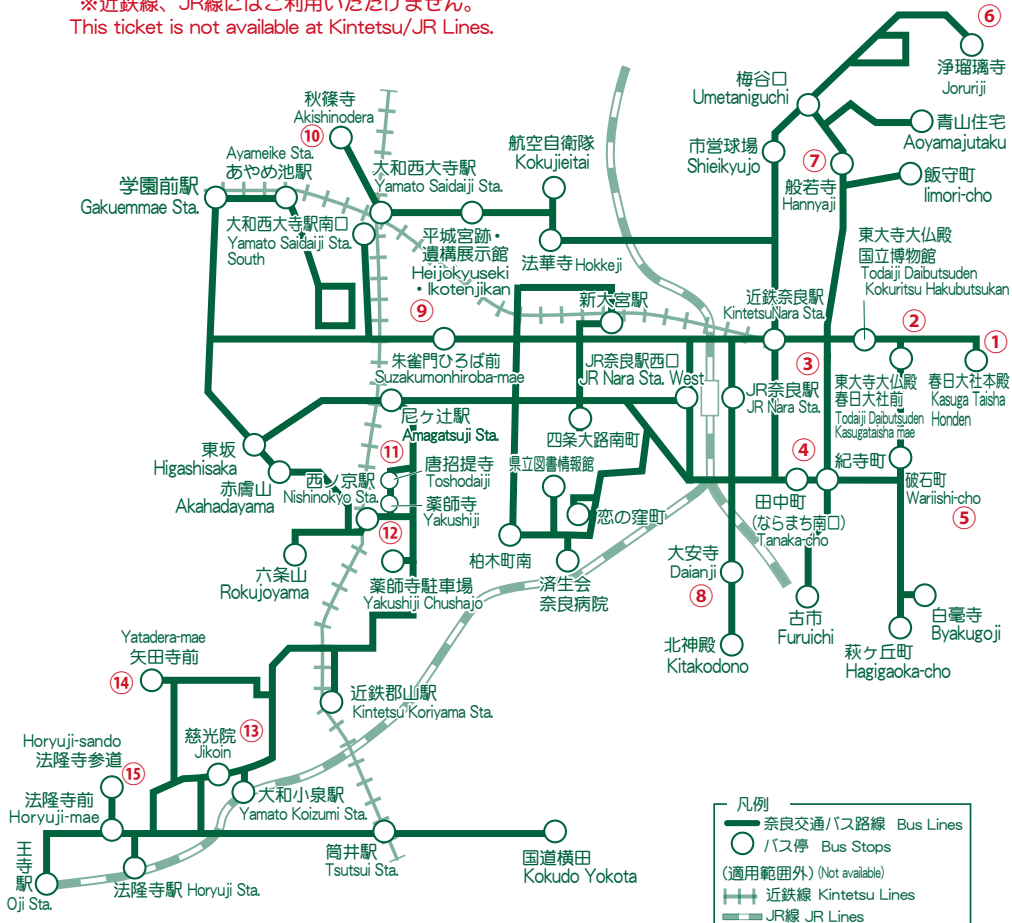 ※近鉄線、JR線にはご利用いただけません。
This ticket is not available at Kintetsu/JR Lines.
⑥
浄瑠璃寺
Joruriji
梅谷口
Umetaniguchi
秋篠寺
Akishinodera
⑩
航空自衛隊
Kokujieitai
市営球場
Shieikyujo
青山住宅
Aoyamajutaku
⑦
般若寺
Hannyaji
飯守町
Iimori-cho
Ayameike Sta.
あやめ池駅
大和西大寺駅
Yamato Saidaiji Sta.
学園前駅
Gakuemmae Sta.
大和西大寺駅南口
Yamato Saidaiji Sta.
South
平城宮跡・
遺構展示館
Heijokyuseki
・Ikotenjikan
法華寺 Hokkeji
東大寺大仏殿
国立博物館
Todaiji Daibutsuden
Kokuritsu Hakubutsukan
新大宮駅
近鉄奈良駅
KintetsuNara Sta.
⑨
②
①
朱雀門ひろば前
Suzakumonhiroba-mae
JR奈良駅西口
JR Nara Sta. West
③
JR奈良駅
JR Nara Sta.
東大寺大仏殿
春日大社前
Todaiji Daibutsuden
Kasugataisha mae
春日大社本殿
Kasuga Taisha
Honden
尼ヶ辻駅
Amagatsuji Sta.
四条大路南町
東坂
Higashisaka
赤膚山
Akahadayama
⑪
唐招提寺
Toshodaiji
西ノ京駅
Nishinokyo Sta.
薬師寺
Yakushiji
⑫
県立図書情報館
恋の窪町
④
田中町
(ならまち南口)
Tanaka-cho
紀寺町
破石町
Wariishi-cho
⑤
柏木町南
済生会
奈良病院
六条山
Rokujoyama
薬師寺駐車場
Yakushiji Chushajo
大安寺
Daianji
⑧
古市
Furuichi
白毫寺
Byakugoji
北神殿
Kitakodono
萩ヶ丘町
Hagigaoka-cho
Yatadera-mae
矢田寺前
⑭
近鉄郡山駅
Kintetsu Koriyama Sta.
慈光院
Jikoin
⑬
Horyuji-sando
法隆寺参道
⑮
法隆寺前
Horyuji-mae
大和小泉駅
Yamato Koizumi Sta.
王寺駅
Oji Sta.
法隆寺駅 Horyuji Sta.
筒井駅
Tsutsui Sta.
国道横田
Kokudo Yokota
凡例
奈良交通バス路線 Bus Lines
バス停 Bus Stops
(適用範囲外) (Not available)
近鉄線 Kintetsu Lines
JR線 JR Lines